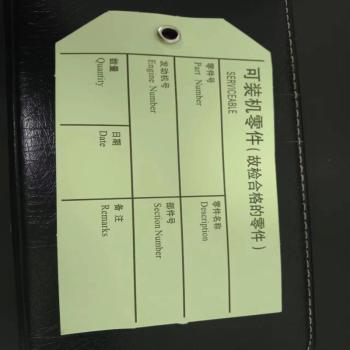 可装机零件(故检合格的零件)
SERVICEABLE
零件号
Part Number
零件名称
Description
发动机号
Engine Number
部件号
Section Number
数量
Quantity
日期
Date
备注
Remarks